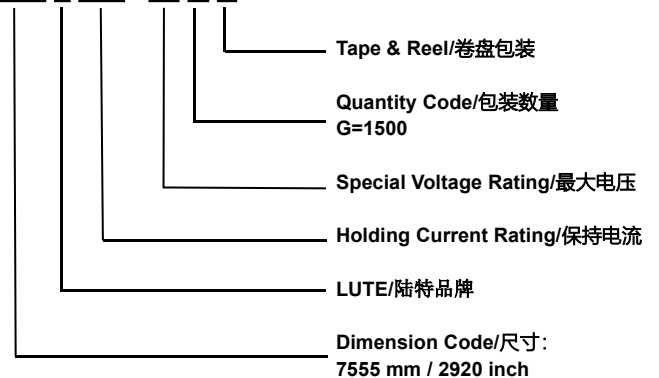 Tape & Reel/卷盘包装
Quantity Code/包装数量
G=1500
Special Voltage Rating/最大电压
Holding Current Rating/保持电流
LUTE/陆特品牌
Dimension Code/尺寸：
7555 mm / 2920 inch